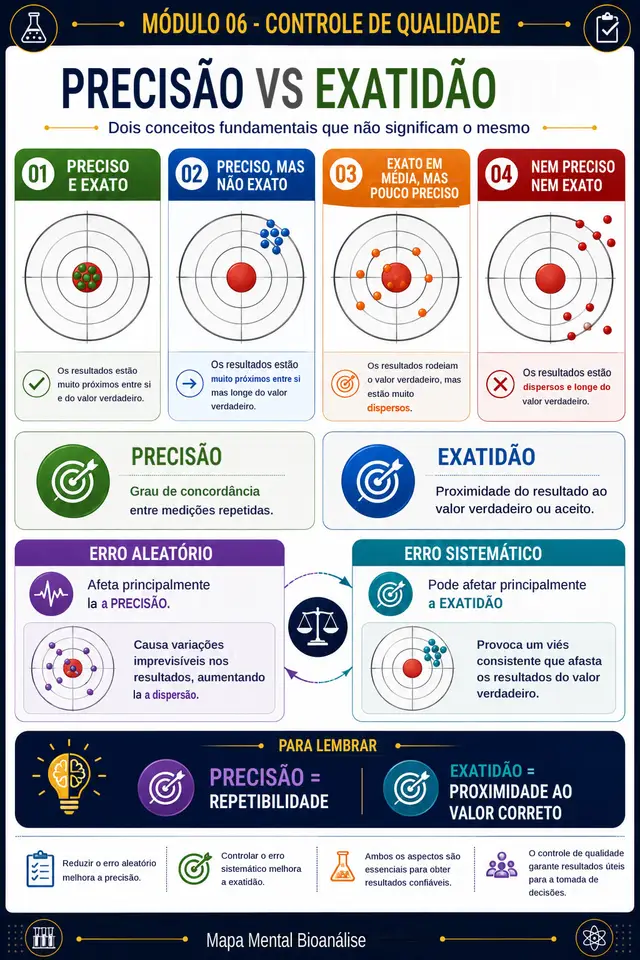 MÓDULO 06 - CONTROLE DE QUALIDADE
PRECISÃO VS EXATIDÃO
Dois conceitos fundamentais que não significam o mesmo
01 PRECISO
E EXATO
Os resultados estão
muito próximos entre si
e do valor verdadeiro.
02 PRECISO, MAS
NÃO EXATO
Os resultados estão
muito próximos entre si
mas longe do valor
verdadeiro.
03 EXATO EM
MÉDIA, MAS
POUCO PRECISO
Os resultados rodeiam
o valor verdadeiro, mas
estão muito
dispersos.
04 NEM PRECISO
NEM EXATO
Os resultados estão
dispersos e longe do
valor verdadeiro.
PRECISÃO
Grau de concordância
entre medições repetidas.
EXATIDÃO
Proximidade do resultado ao
valor verdadeiro ou aceito.
ERRO ALEATÓRIO
Afeta principalmente
la a PRECISÃO.
Causa variações
imprevisíveis nos
resultados, aumentando
la a dispersão.
ERRO SISTEMÁTICO
Pode afetar principalmente
a EXATIDÃO
Provoca um viés
consistente que afasta
os resultados do valor
verdadeiro.
PARA LEMBRAR
PRECISÃO =
REPETIBILIDADE
EXATIDÃO =
PROXIMIDADE AO
VALOR CORRETO
Reduzir o erro aleatório
melhora a precisão.
Controlar o erro
sistemático melhora
a exatidão.
Ambos os aspectos são
essenciais para obter
resultados confiáveis.
O controle de qualidade
garante resultados úteis
para a tomada de
decisões.
Mapa Mental Bioanálise